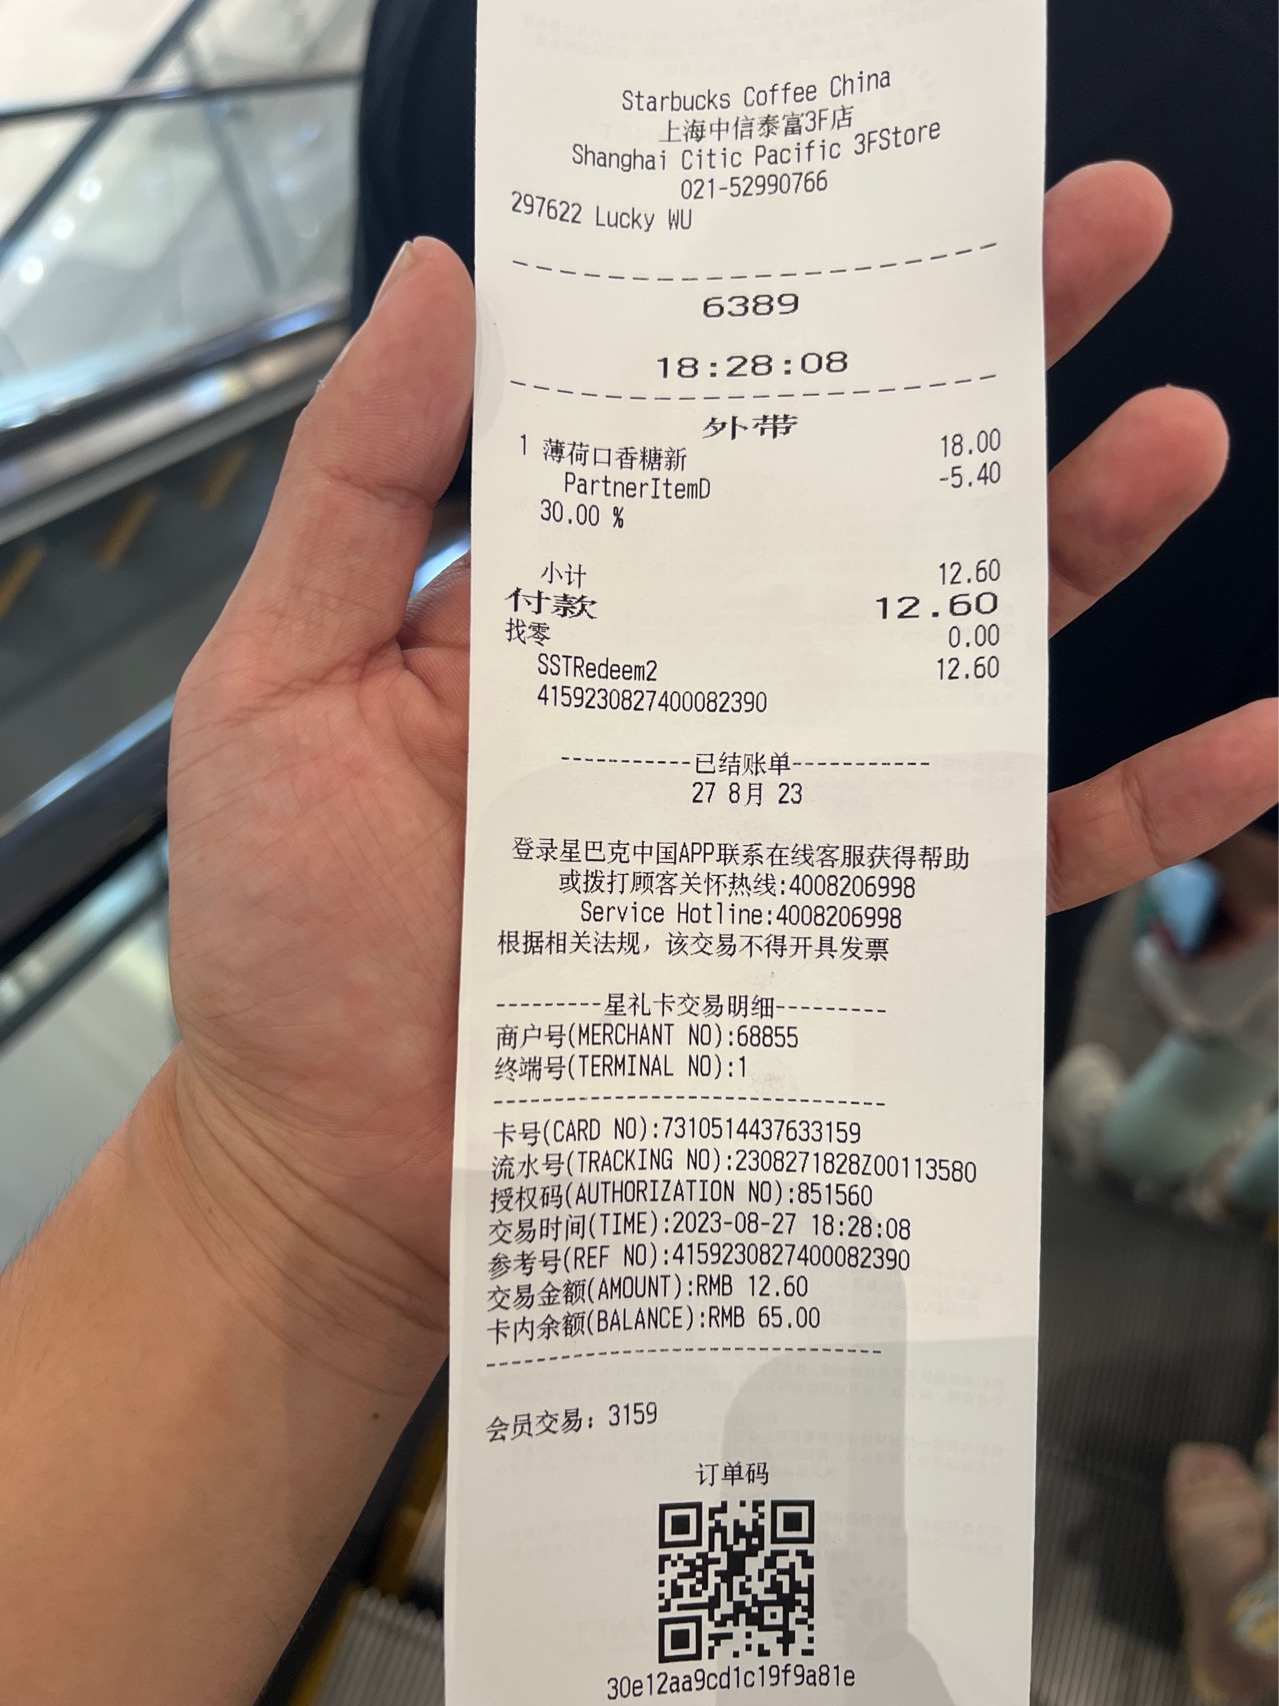 Starbucks Coffee China
上海中信泰富3F店
Shanghai Citic Pacific 3FStore
021-52990766
297622 Lucky WU
6389
18:28:08
外带
1 薄荷口香糖新 18.00
PartnerItemD -5.40
30.00 %
小计 12.60
付款 12.60
找零 0.00
SSTRedeem2 12.60
4159230827400082390
-----------已结账单-----------
27 8月 23
登录星巴克中国APP联系在线客服获得帮助
或拨打顾客关怀热线:4008206998
Service Hotline:4008206998
根据相关法规，该交易不得开具发票
---------星礼卡交易明细---------
商户号(MERCHANT NO):68855
终端号(TERMINAL NO):1
卡号(CARD NO):7310514437633159
流水号(TRACKING NO):2308271828Z00113580
授权码(AUTHORIZATION NO):851560
交易时间(TIME):2023-08-27 18:28:08
参考号(REF NO):4159230827400082390
交易金额(AMOUNT):RMB 12.60
卡内余额(BALANCE):RMB 65.00
会员交易：3159
订单码
30e12aa9cd1c19f9a81e